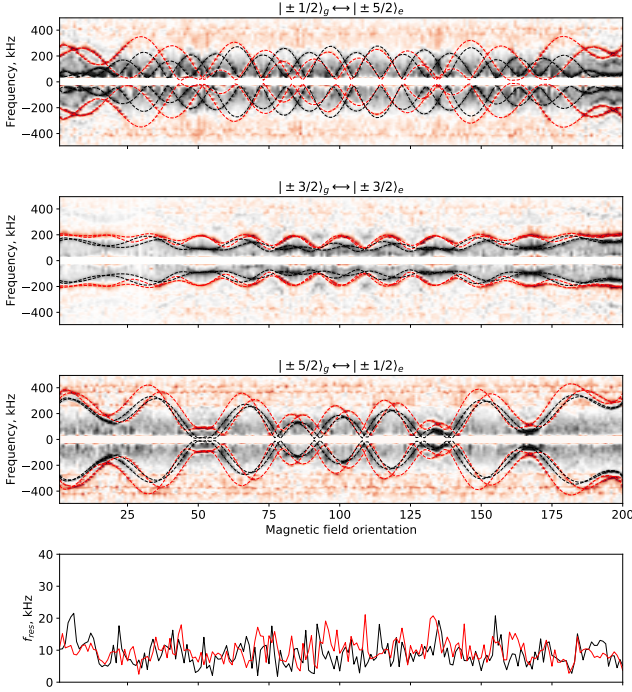 |±1/2⟩g⟷|±5/2⟩e
400
200
0
−200
−400
Frequency, kHz
|±3/2⟩g⟷|±3/2⟩e
400
200
0
−200
−400
Frequency, kHz
|±5/2⟩g⟷|±1/2⟩e
400
200
0
−200
−400
Frequency, kHz
25 50 75 100 125 150 175 200
Magnetic field orientation
40
30
20
10
0
fres, kHz